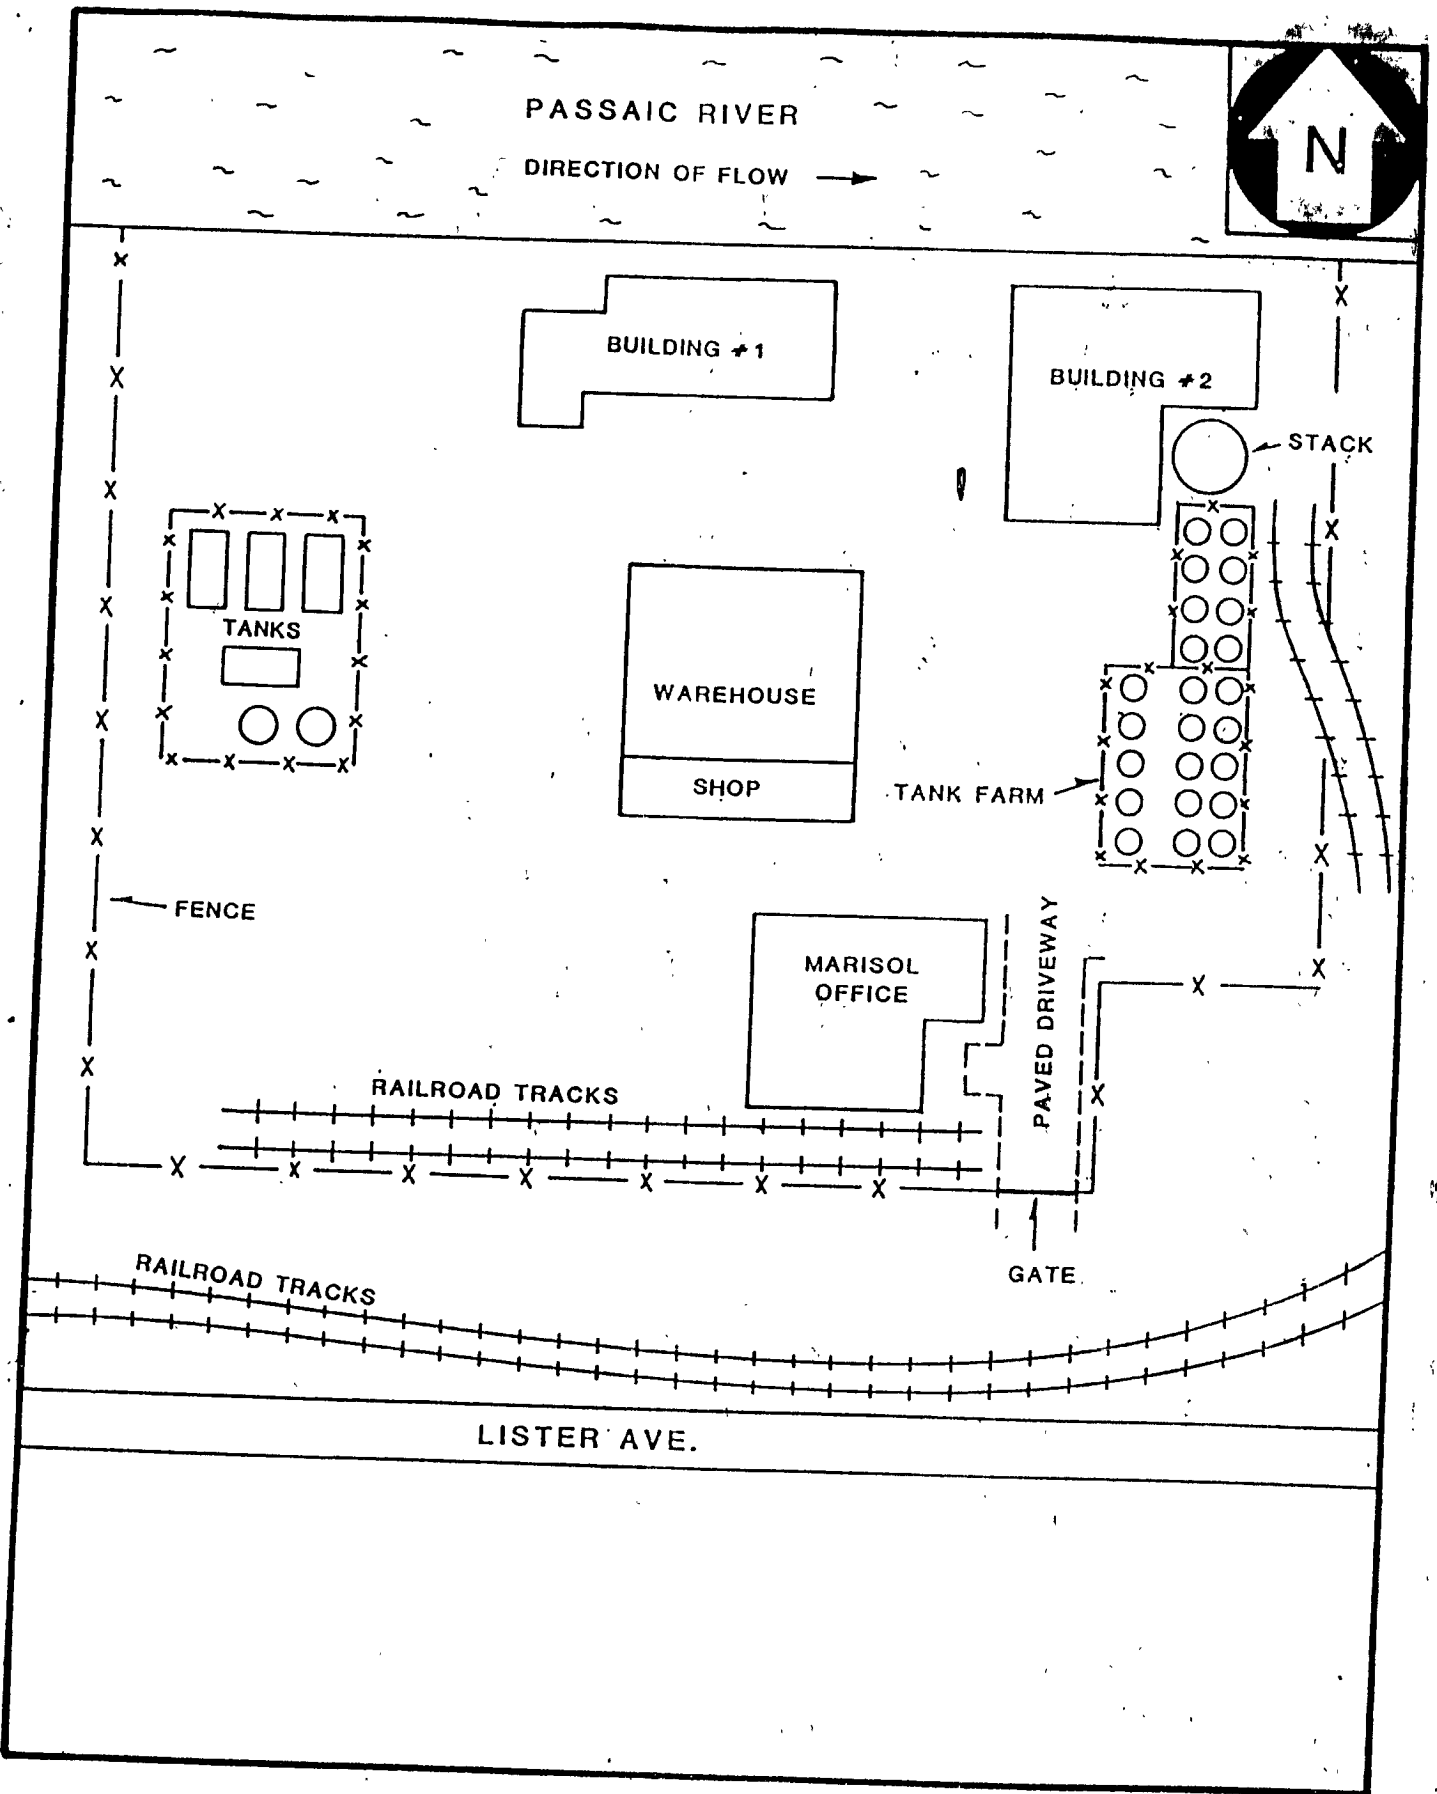 PASSAIC RIVER
DIRECTION OF FLOW
N
BUILDING #1
BUILDING #2
STACK
TANKS
WAREHOUSE
SHOP
TANK FARM
FENCE
MARISOL
OFFICE
PAVED DRIVEWAY
RAILROAD TRACKS
GATE
RAILROAD TRACKS
LISTER AVE.